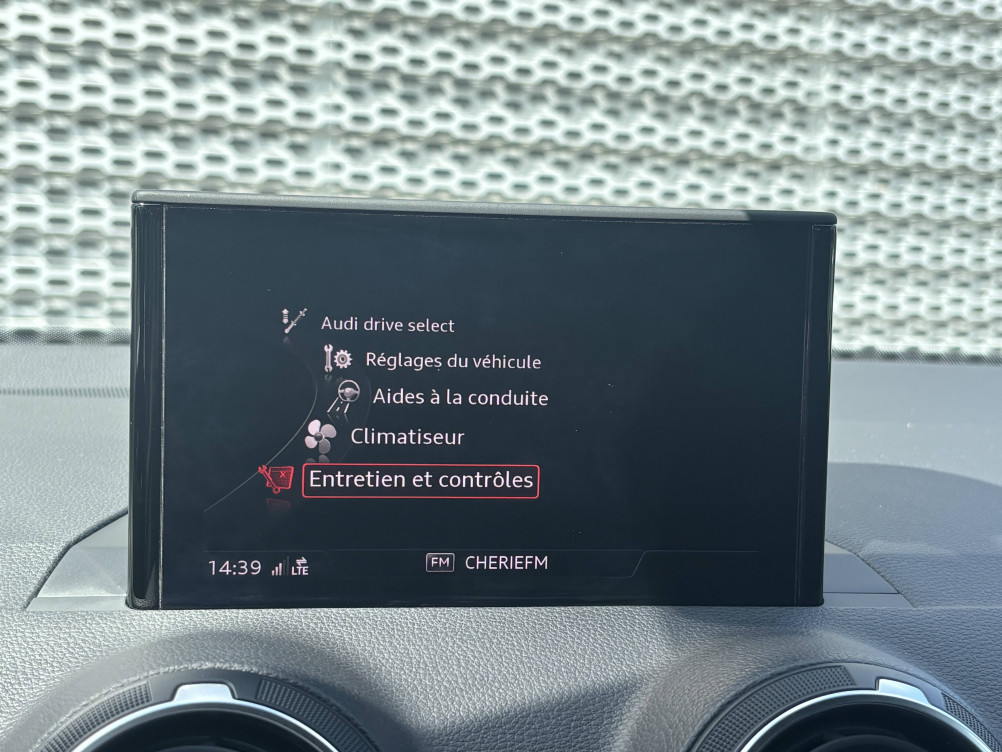 Audi drive select
Réglages du véhicule
Aides à la conduite
Climatiseur
Entretien et contrôles
14:39 LTE FM CHERIEFM